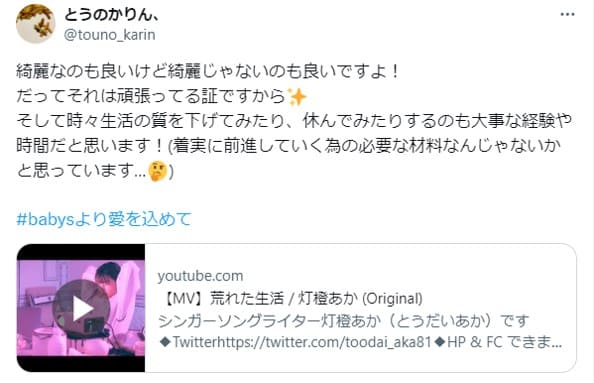 とうのかりん、
@touno_karin
綺麗なのも良いけど綺麗じゃないのも良いですよ！
だってそれは頑張ってる証ですから✨
そして時々生活の質を下げてみたり、休んでみたりするのも大事な経験や
時間だと思います！(着実に前進していく為の必要な材料なんじゃないか
と思っています...🤔)
#babysより愛を込めて
youtube.com
【MV】荒れた生活 / 灯橙あか (Original)
シンガーソングライター灯橙あか（とうだいあか）です
◆Twitterhttps://twitter.com/toodai_aka81◆HP & FC できま...